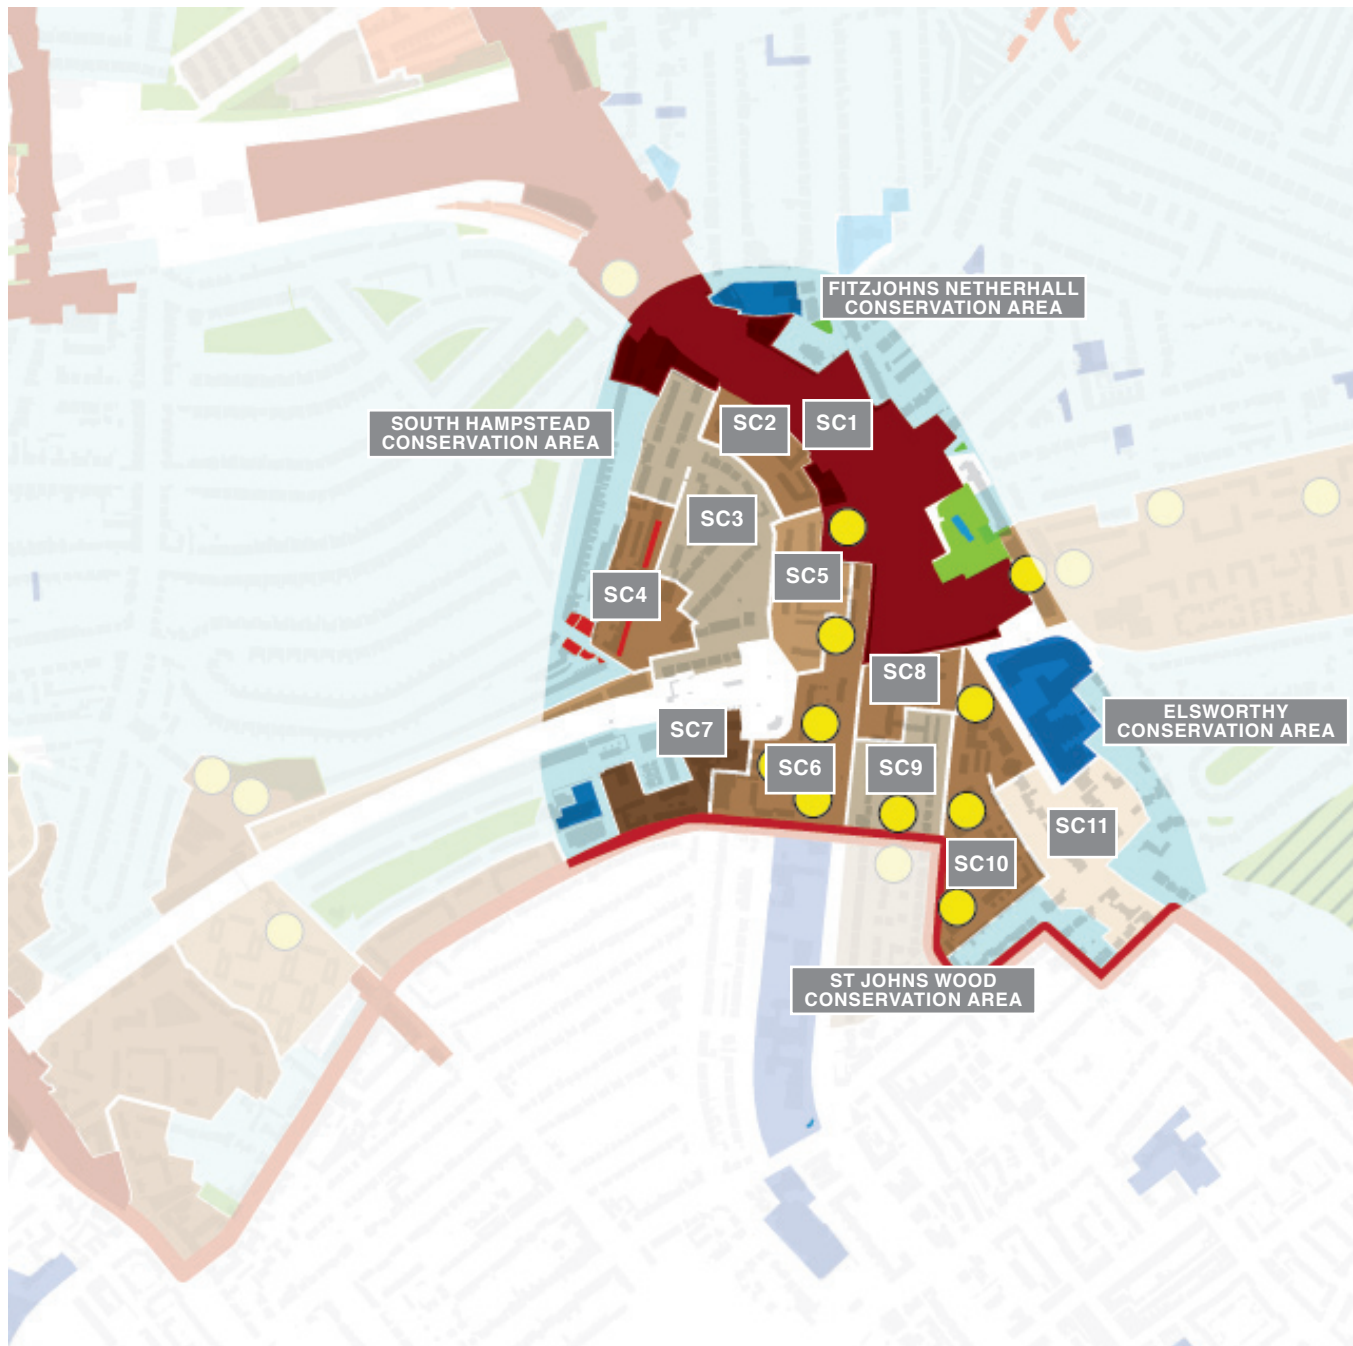 FITZJOHNS NETHERHALL
CONSERVATION AREA
SOUTH HAMPSTEAD
CONSERVATION AREA
SC2
SC1
SC3
SC5
SC4
SC8
SC7
ELSWORTHY
CONSERVATION AREA
SC6
SC9
SC11
SC10
ST JOHNS WOOD
CONSERVATION AREA